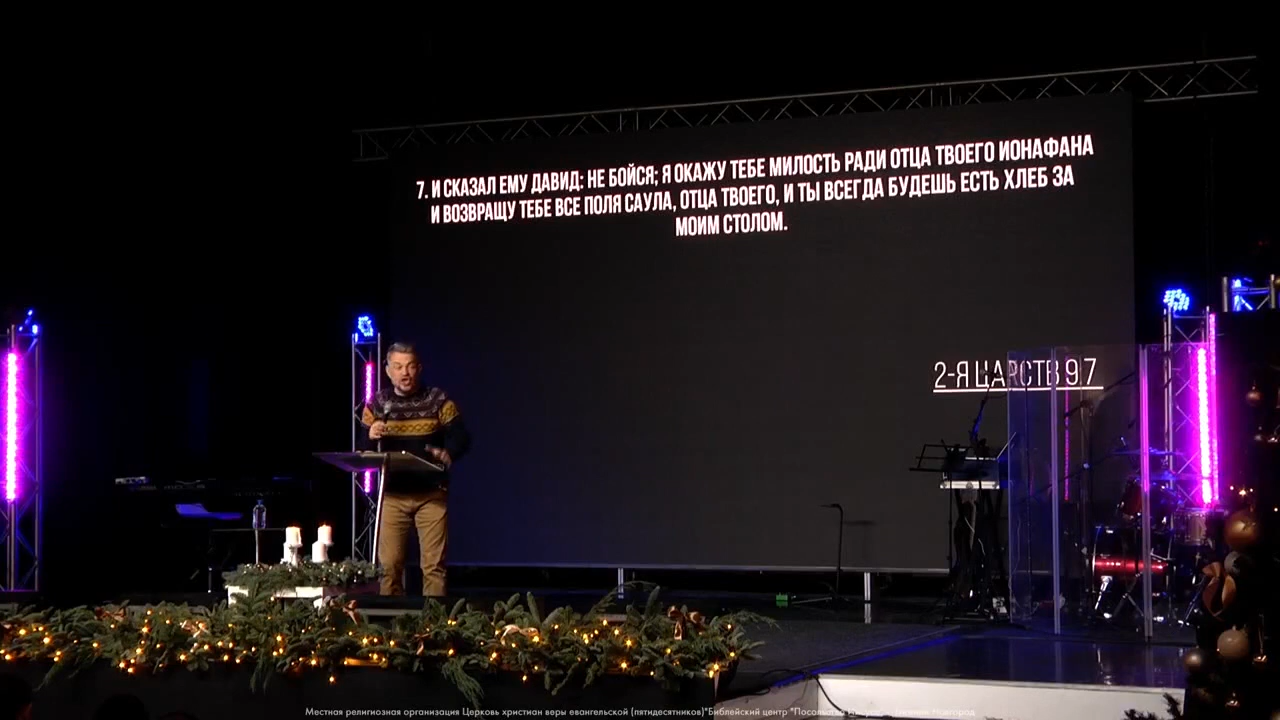 7. И СКАЗАЛ ЕМУ ДАВИД: НЕ БОЙСЯ; Я ОКАЖУ ТЕБЕ МИЛОСТЬ РАДИ ОТЦА ТВОЕГО ИОНАФАНА
И ВОЗВРАЩУ ТЕБЕ ВСЕ ПОЛЯ САУЛА, ОТЦА ТВОЕГО, И ТЫ ВСЕГДА БУДЕШЬ ЕСТЬ ХЛЕБ ЗА
МОИМ СТОЛОМ.
2-Я ЦАРСТВ 9:7
Местная религиозная организация Церковь христиан веры евангельской (пятидесятников)"Библейский центр "Посольство